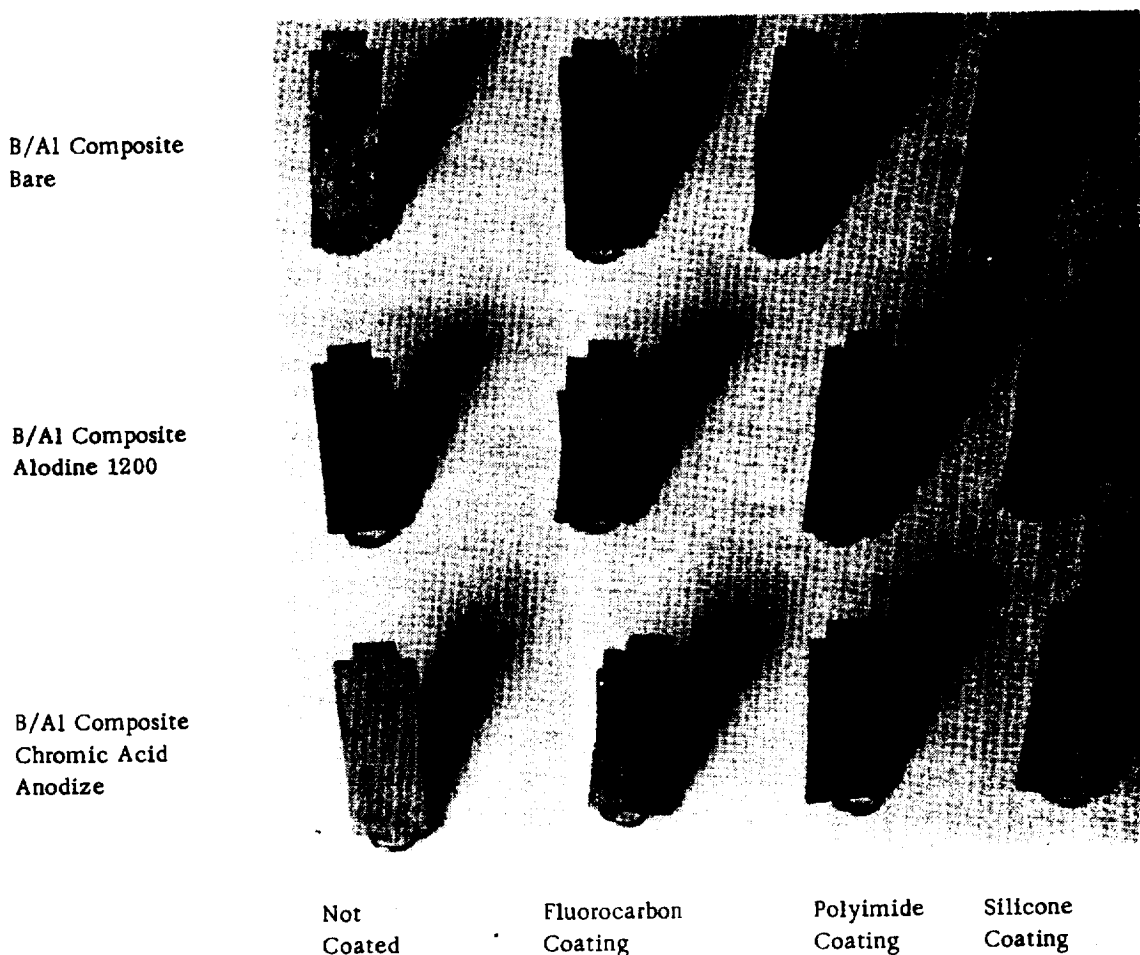 B/Al Composite
Bare
B/Al Composite
Alodine 1200
B/Al Composite
Chromic Acid
Anodize
Not
Coated
Fluorocarbon
Coating
Polyimide
Coating
Silicone
Coating